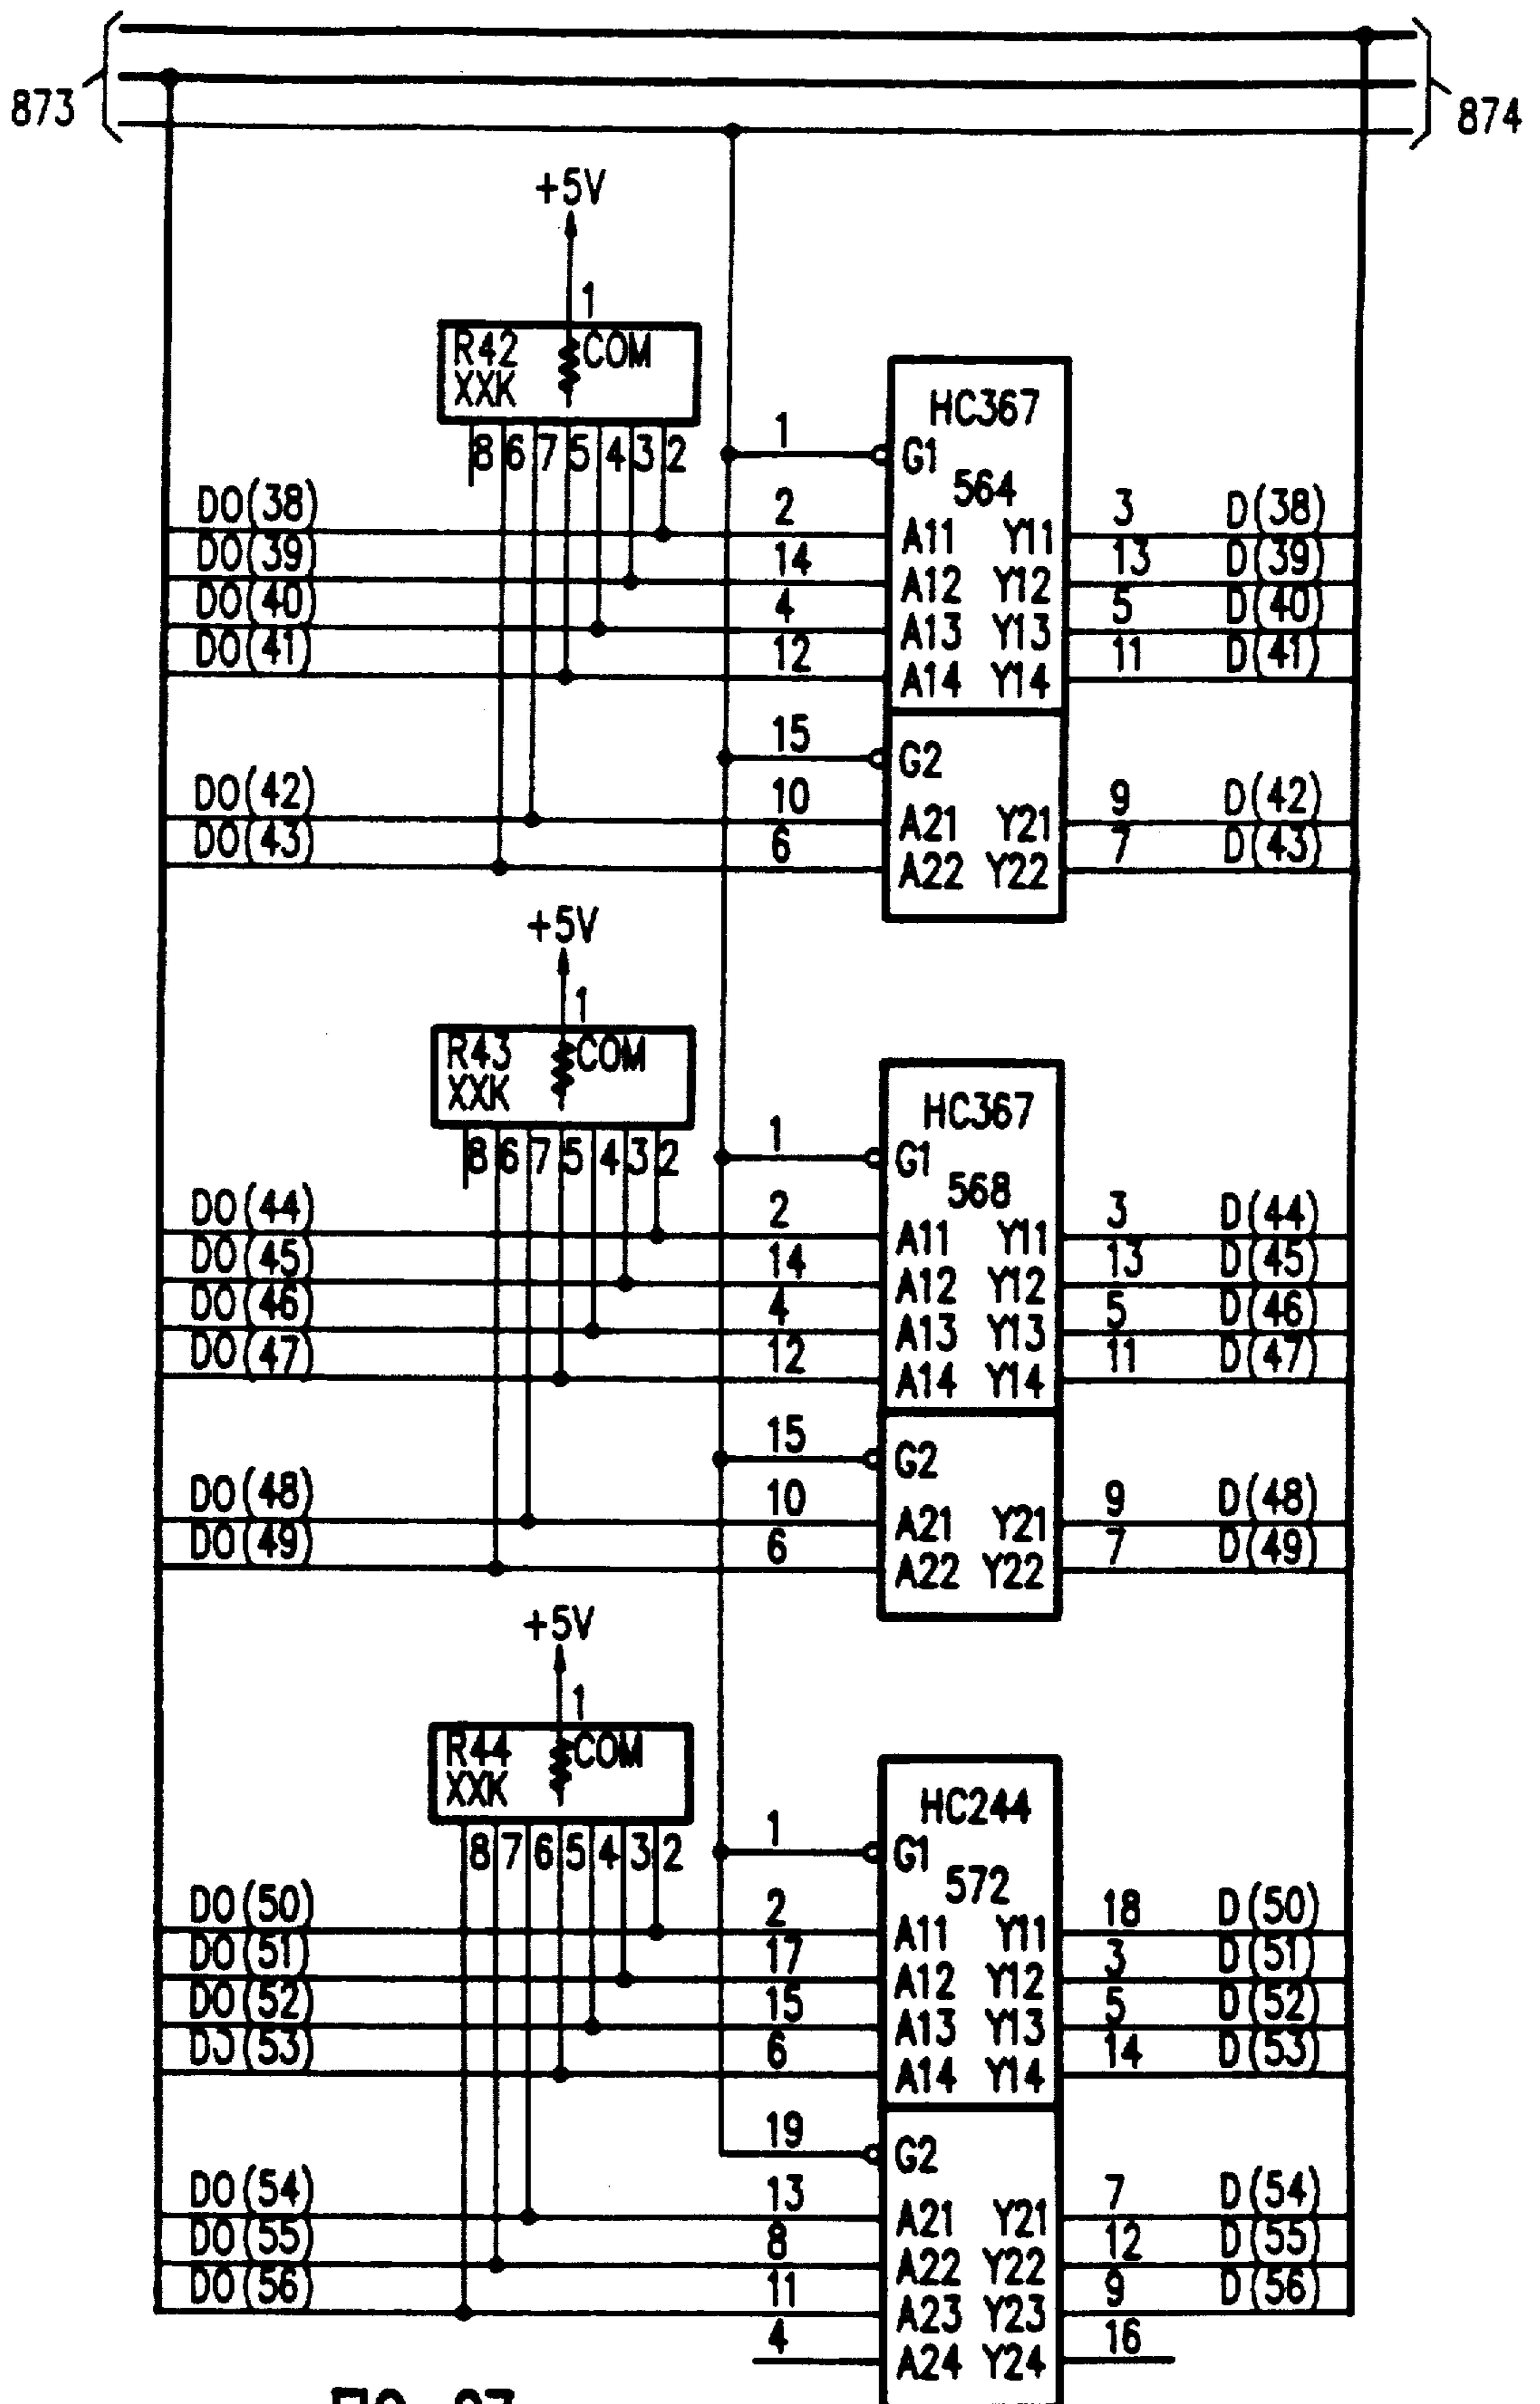 873
874
+5V
1
R42 COM
XXK
8 6 7 5 4 3 2
HC367
1 G1
564
DO(38) 2 A11 Y11 3 D(38)
DO(39) 14 A12 Y12 13 D(39)
DO(40) 4 A13 Y13 5 D(40)
DO(41) 12 A14 Y14 11 D(41)
15 G2
DO(42) 10 A21 Y21 9 D(42)
DO(43) 6 A22 Y22 7 D(43)
+5V
1
R43 COM
XXK
8 6 7 5 4 3 2
HC367
1 G1
568
DO(44) 2 A11 Y11 3 D(44)
DO(45) 14 A12 Y12 13 D(45)
DO(46) 4 A13 Y13 5 D(46)
DO(47) 12 A14 Y14 11 D(47)
15 G2
DO(48) 10 A21 Y21 9 D(48)
DO(49) 6 A22 Y22 7 D(49)
+5V
1
R44 COM
XXK
8 7 6 5 4 3 2
HC244
1 G1
572
DO(50) 2 A11 Y11 18 D(50)
DO(51) 17 A12 Y12 3 D(51)
DO(52) 15 A13 Y13 5 D(52)
DO(53) 6 A14 Y14 14 D(53)
19 G2
DO(54) 13 A21 Y21 7 D(54)
DO(55) 8 A22 Y22 12 D(55)
DO(56) 11 A23 Y23 9 D(56)
4 A24 Y24 16